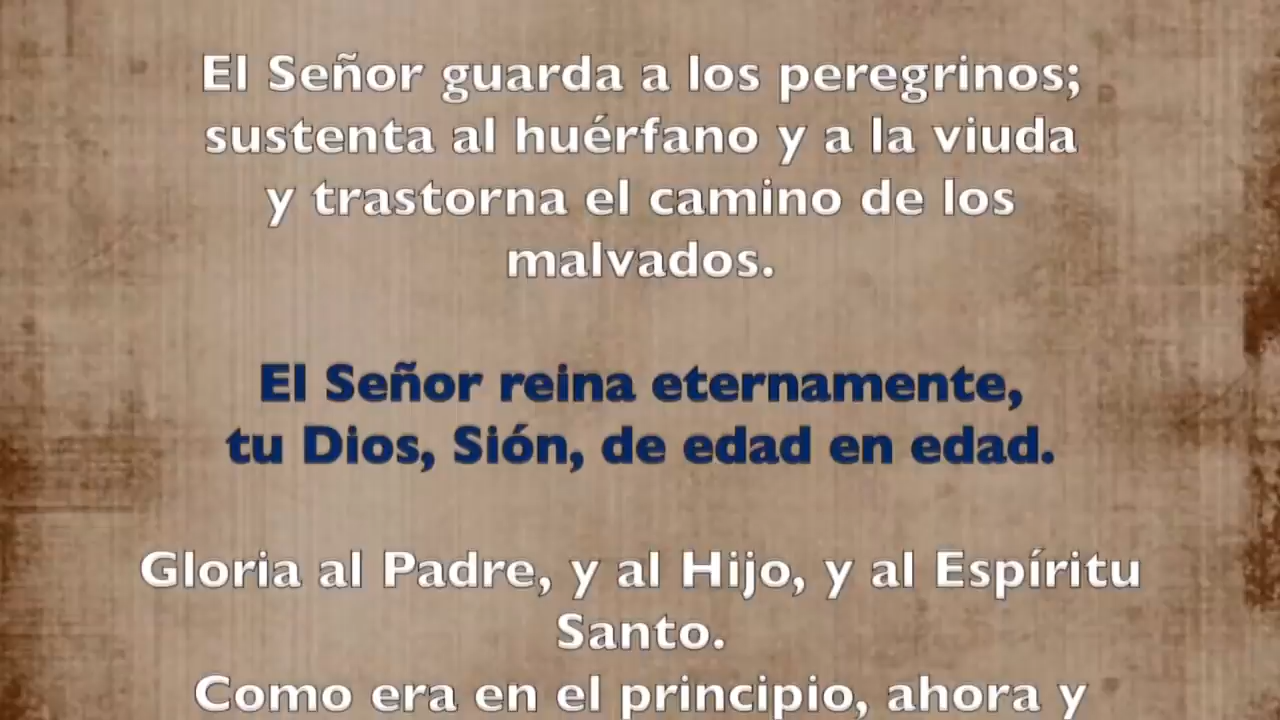 El Señor guarda a los peregrinos;
sustenta al huérfano y a la viuda
y trastorna el camino de los
malvados.
El Señor reina eternamente,
tu Dios, Sión, de edad en edad.
Gloria al Padre, y al Hijo, y al Espíritu
Santo.
Como era en el principio, ahora y